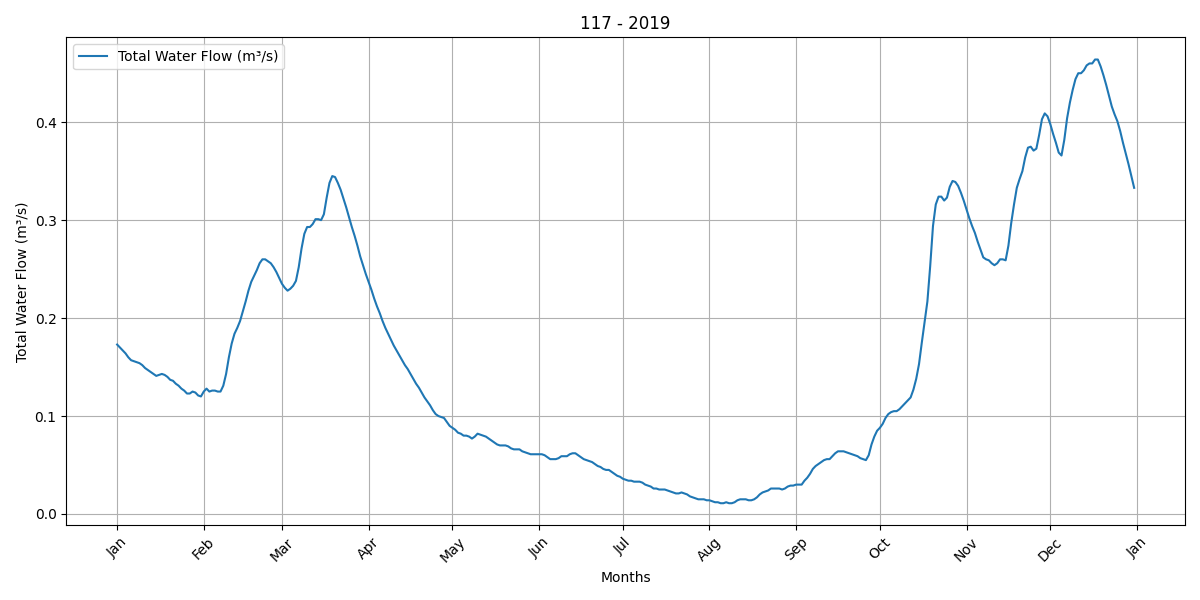 117 - 2019
Total Water Flow (m³/s)
Total Water Flow (m³/s)
0.4
0.3
0.2
0.1
0.0
Jan Feb Mar Apr May Jun Jul Aug Sep Oct Nov Dec Jan
Months